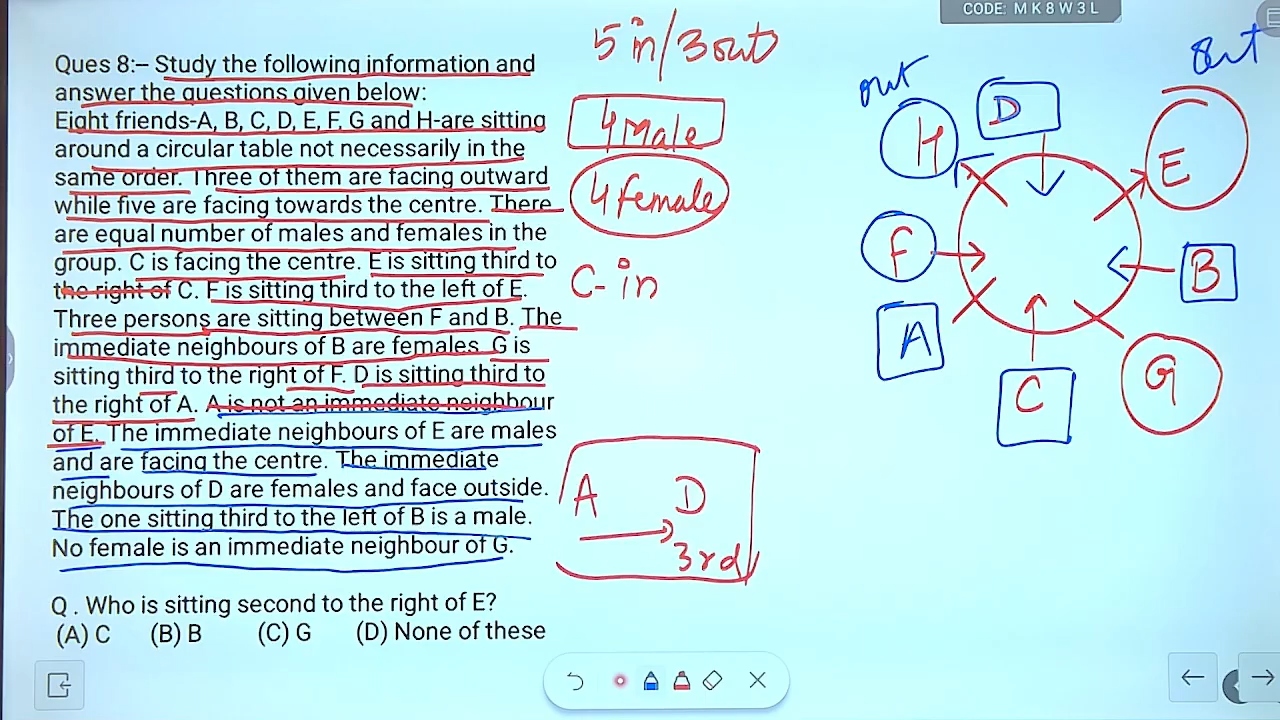 CODE: MK8W3L
Ques 8:– Study the following information and
answer the questions given below:
Eight friends-A, B, C, D, E, F, G and H-are sitting
around a circular table not necessarily in the
same order. Three of them are facing outward
while five are facing towards the centre. There
are equal number of males and females in the
group. C is facing the centre. E is sitting third to
the right of C. F is sitting third to the left of E.
Three persons are sitting between F and B. The
immediate neighbours of B are females. G is
sitting third to the right of F. D is sitting third to
the right of A. A is not an immediate neighbour
of E. The immediate neighbours of E are males
and are facing the centre. The immediate
neighbours of D are females and face outside.
The one sitting third to the left of B is a male.
No female is an immediate neighbour of G.
Q . Who is sitting second to the right of E?
(A) C (B) B (C) G (D) None of these
5 in/3out
4 Male
4 female
C-in
A D
3rd
out
out
H
D
E
F
B
A
C
G